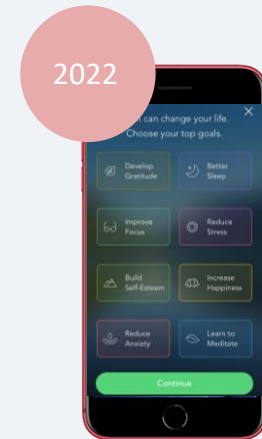 2022
can change your life.
Choose your top goals.
Develop
Gratitude
Better
Sleep
Improve
Focus
Reduce
Stress
Build
Self-Esteem
Increase
Happiness
Reduce
Anxiety
Learn to
Meditate
Continue